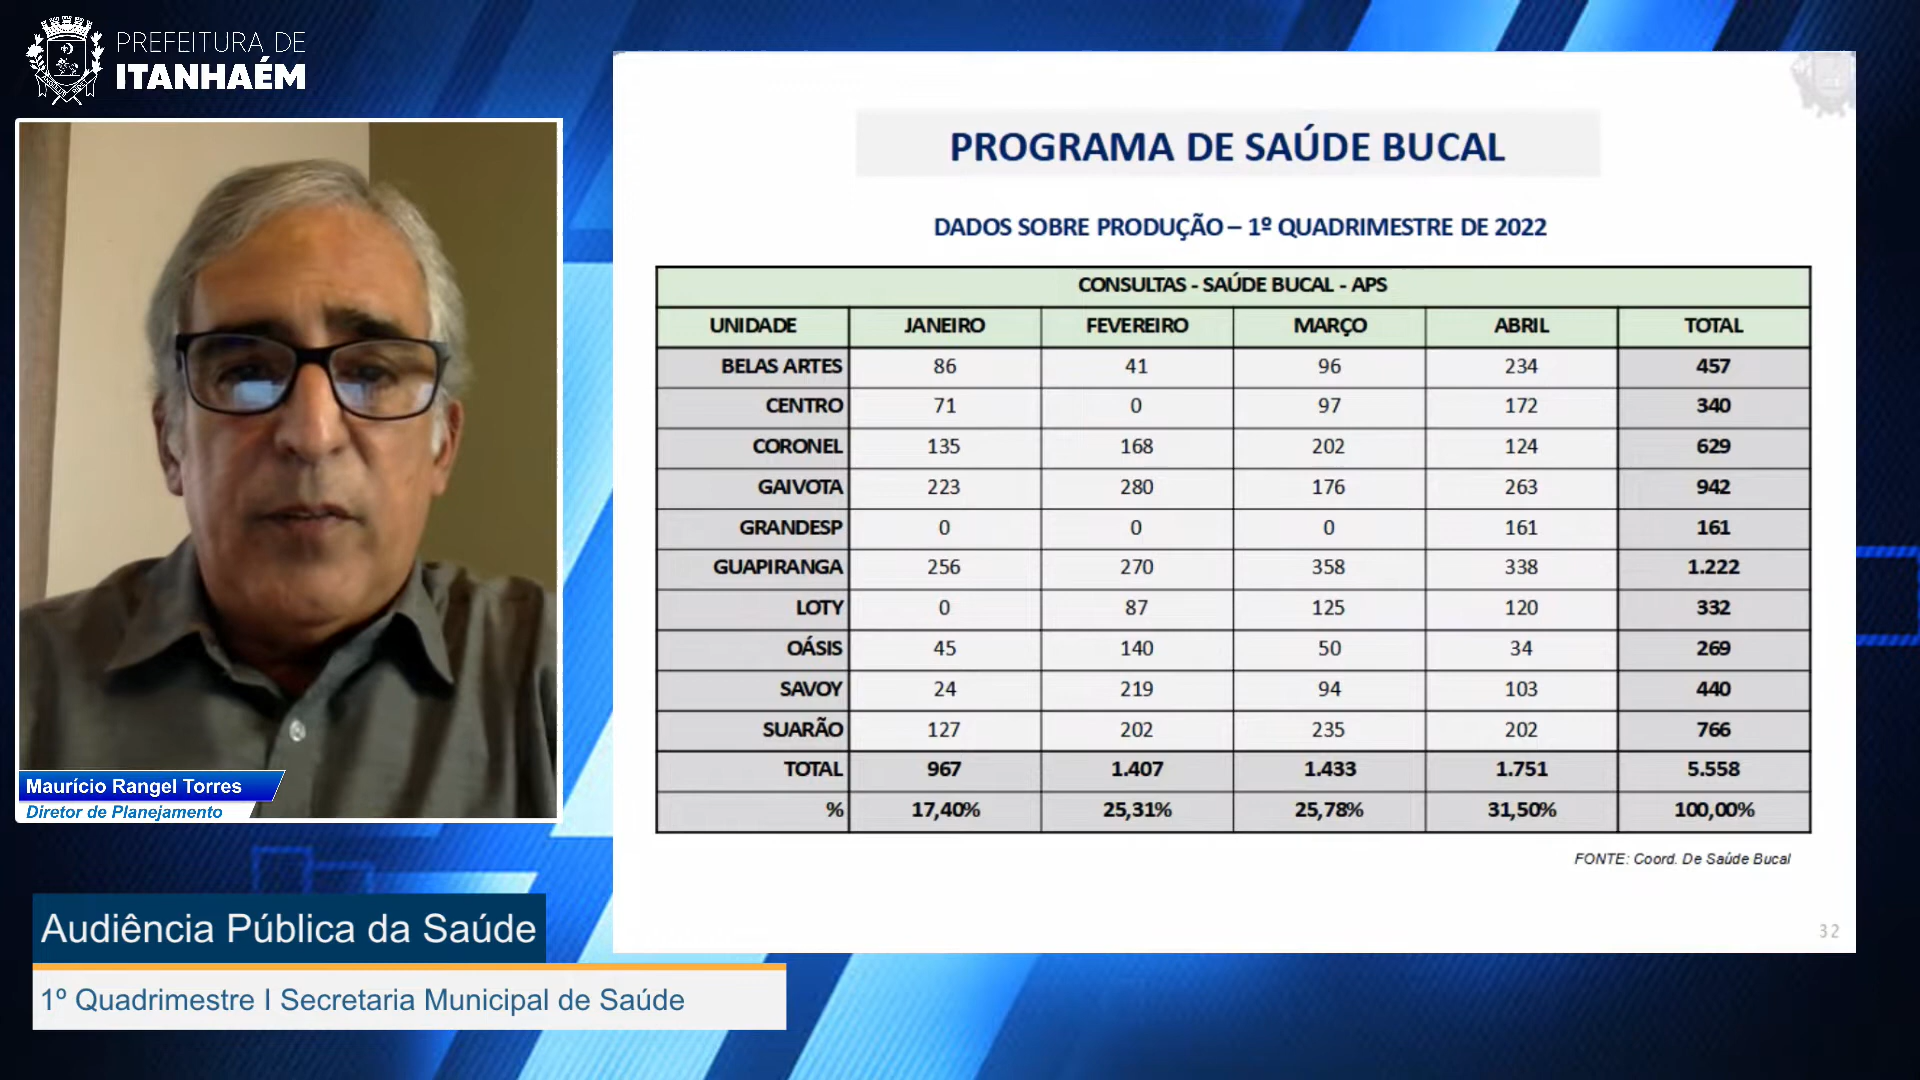 PREFEITURA DE
ITANHAÉM
Maurício Rangel Torres
Diretor de Planejamento
Audiência Pública da Saúde
1º Quadrimestre I Secretaria Municipal de Saúde
PROGRAMA DE SAÚDE BUCAL
DADOS SOBRE PRODUÇÃO – 1º QUADRIMESTRE DE 2022
CONSULTAS - SAÚDE BUCAL - APS
UNIDADE JANEIRO FEVEREIRO MARÇO ABRIL TOTAL
BELAS ARTES 86 41 96 234 457
CENTRO 71 0 97 172 340
CORONEL 135 168 202 124 629
GAIVOTA 223 280 176 263 942
GRANDESP 0 0 0 161 161
GUAPIRANGA 256 270 358 338 1.222
LOTY 0 87 125 120 332
OÁSIS 45 140 50 34 269
SAVOY 24 219 94 103 440
SUARÃO 127 202 235 202 766
TOTAL 967 1.407 1.433 1.751 5.558
% 17,40% 25,31% 25,78% 31,50% 100,00%
FONTE: Coord. De Saúde Bucal
32